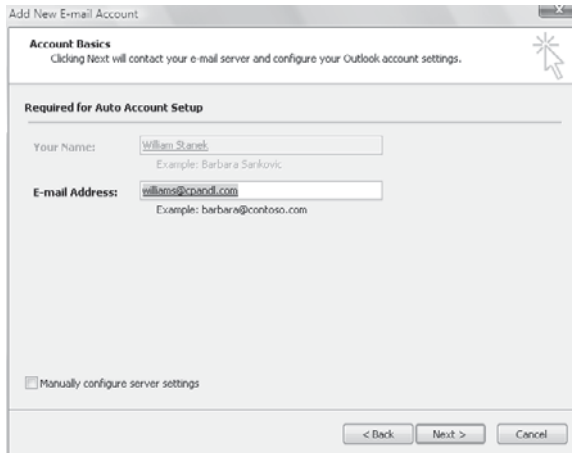 Add New E-mail Account
Account Basics
Clicking Next will contact your e-mail server and configure your Outlook account settings.
Required for Auto Account Setup
Your Name:
William Stanek
Example: Barbara Sankovic
E-mail Address:
williams@cpandl.com
Example: barbara@contoso.com
Manually configure server settings
< Back
Next >
Cancel